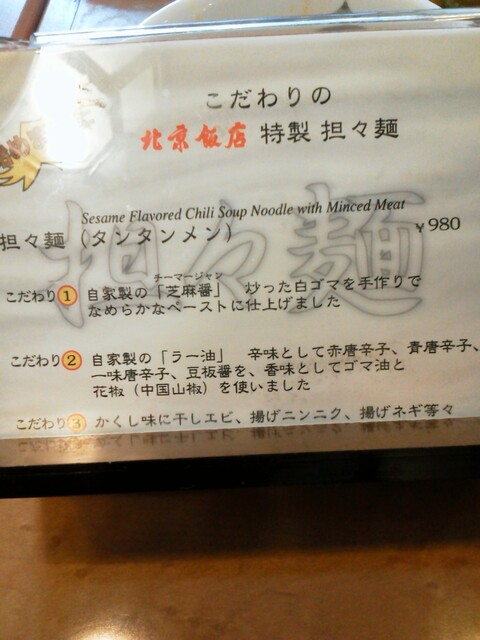 こだわりの
北京飯店 特製 担々麺
Sesame Flavored Chili Soup Noodle with Minced Meat
担々麺（タンタンメン） ¥980
チーマージャン
こだわり① 自家製の「芝麻醤」 炒った白ゴマを手作りで
なめらかなペーストに仕上げました
こだわり② 自家製の「ラー油」 辛味として赤唐辛子、青唐辛子、
一味唐辛子、豆板醤を、香味としてゴマ油と
花椒（中国山椒）を使いました
こだわり③ かくし味に干しエビ、揚げニンニク、揚げネギ等々
担々麺